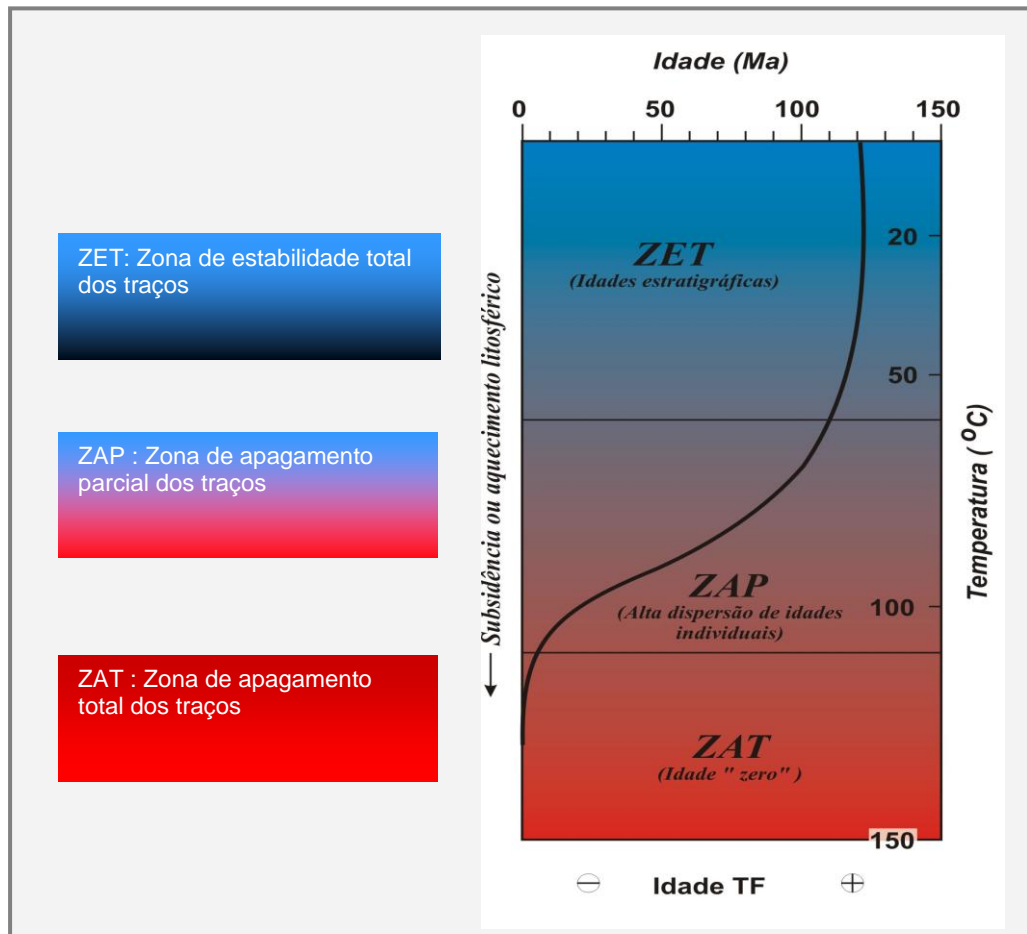 Idade (Ma)
0 50 100 150
ZET: Zona de estabilidade total
dos traços
ZAP : Zona de apagamento
parcial dos traços
ZAT : Zona de apagamento
total dos traços
Subsidência ou aquecimento litosférico
ZET
(Idades estratigráficas)
ZAP
(Alta dispersão de idades
individuais)
ZAT
(Idade " zero" )
20
50
100
150
Temperatura ( ºC)
− Idade TF +